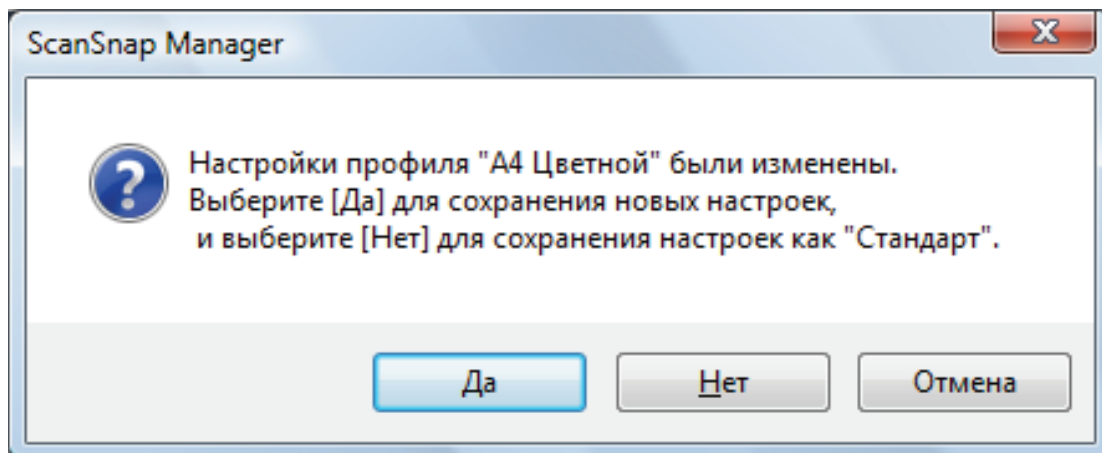 ScanSnap Manager
Настройки профиля "A4 Цветной" были изменены.
Выберите [Да] для сохранения новых настроек,
и выберите [Нет] для сохранения настроек как "Стандарт".
Да Нет Отмена